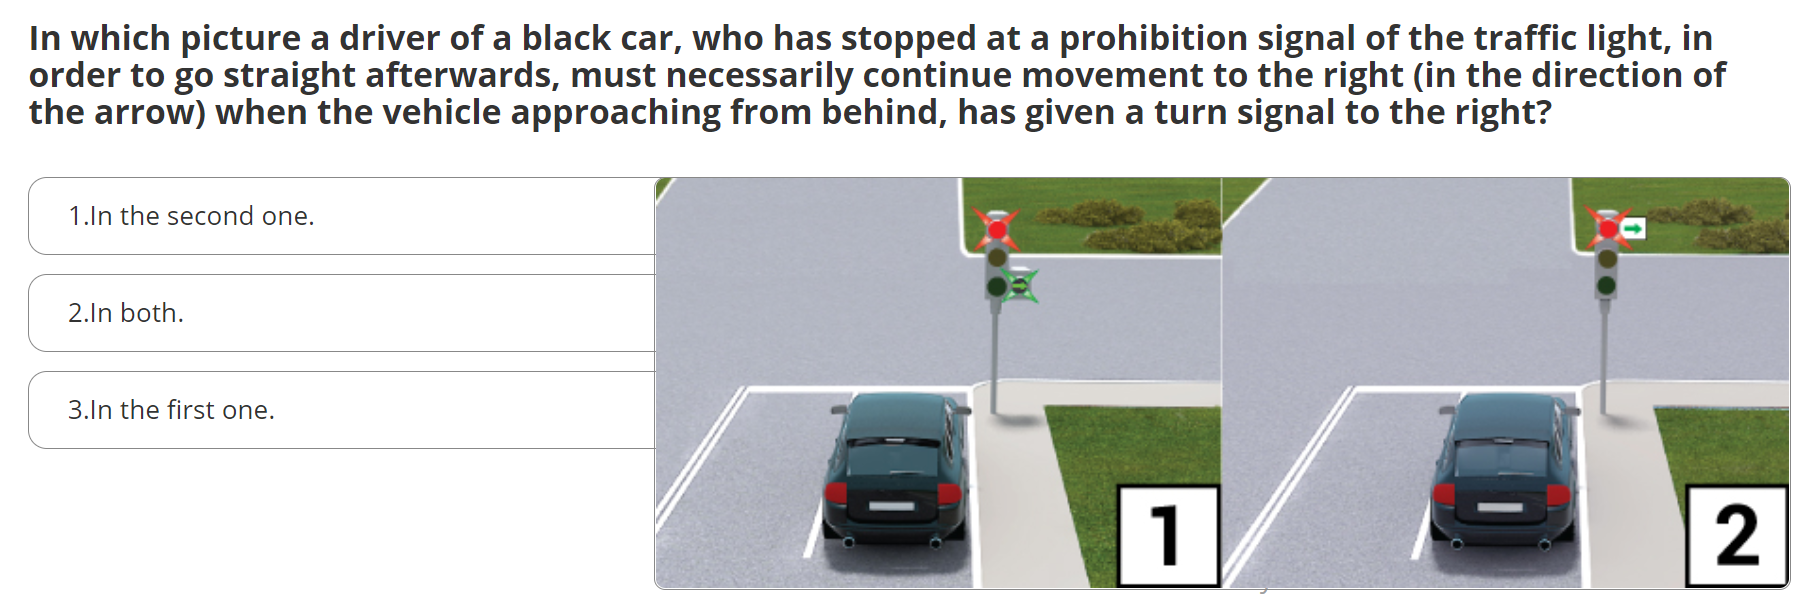 In which picture a driver of a black car, who has stopped at a prohibition signal of the traffic light, in
order to go straight afterwards, must necessarily continue movement to the right (in the direction of
the arrow) when the vehicle approaching from behind, has given a turn signal to the right?
1.In the second one.
2.In both.
3.In the first one.
1
2